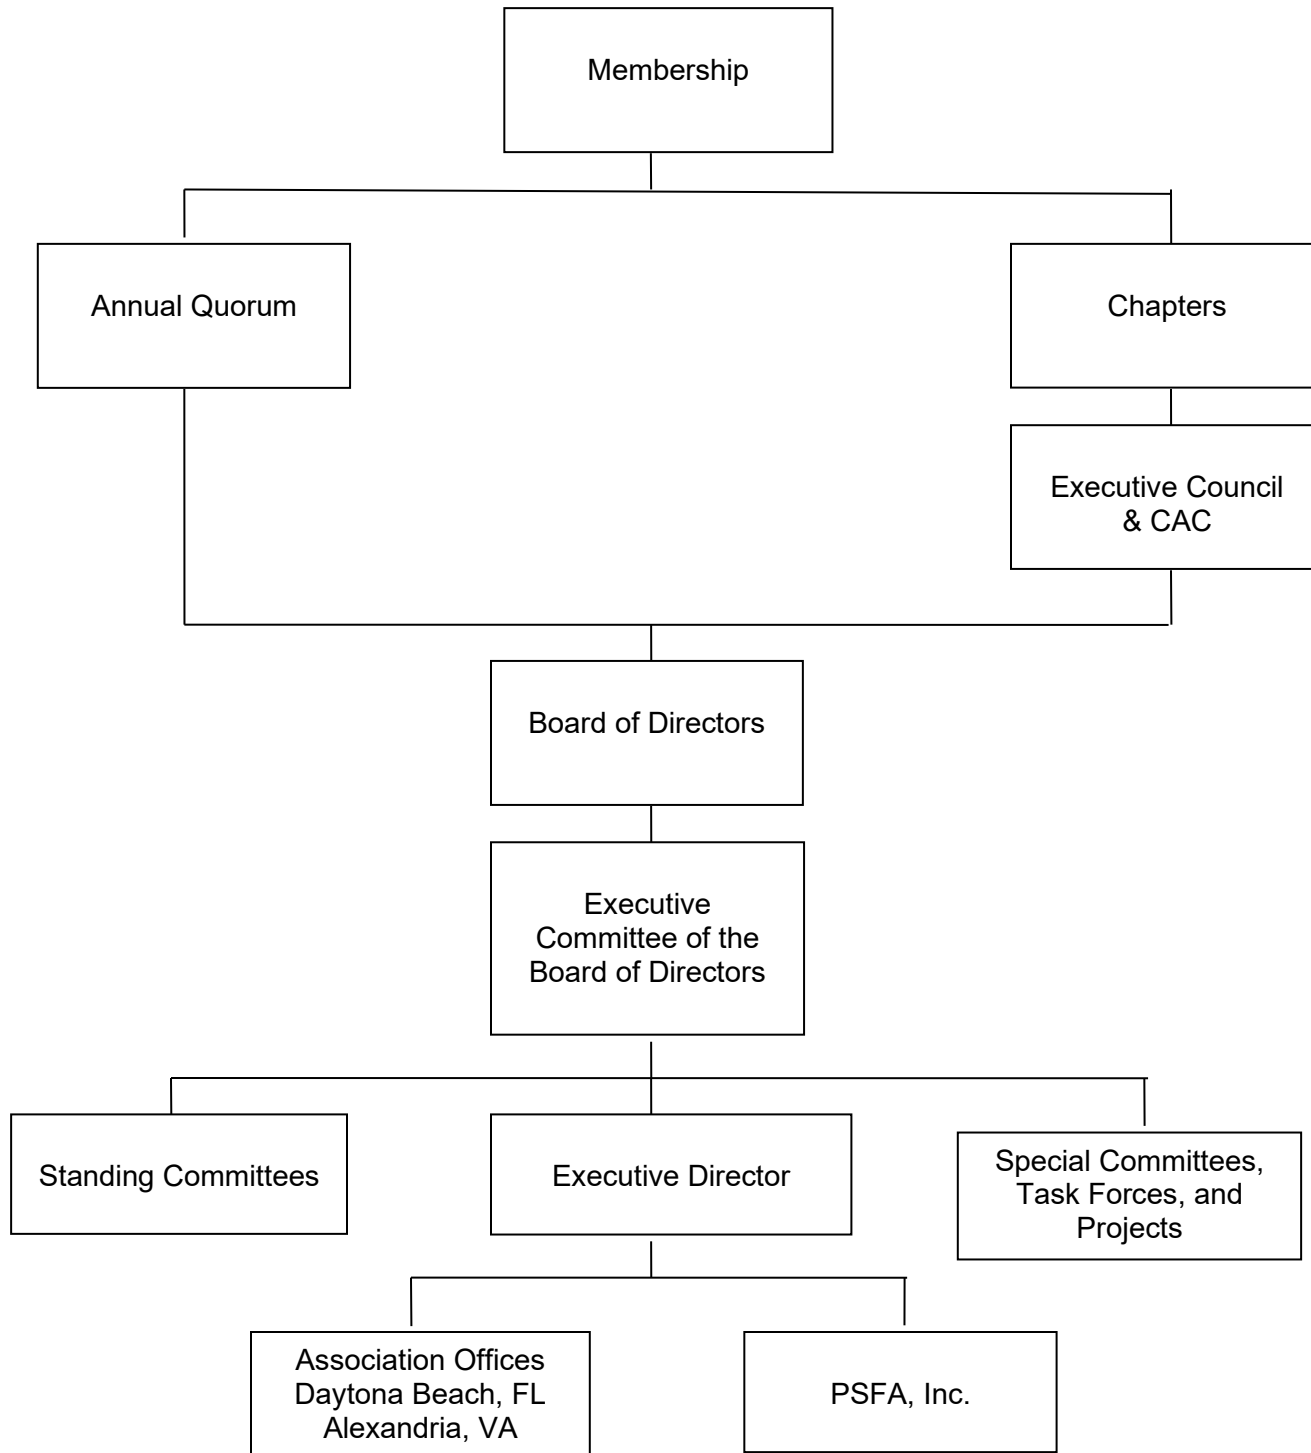 Membership
Annual Quorum
Chapters
Executive Council
& CAC
Board of Directors
Executive
Committee of the
Board of Directors
Standing Committees
Executive Director
Special Committees,
Task Forces, and
Projects
Association Offices
Daytona Beach, FL
Alexandria, VA
PSFA, Inc.